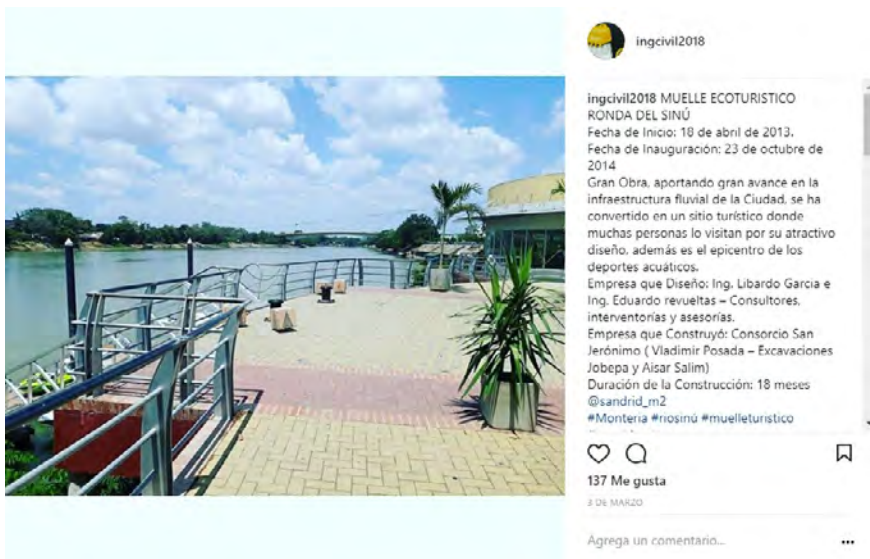 ingcivil2018
ingcivil2018 MUELLE ECOTURISTICO
RONDA DEL SINÚ
Fecha de Inicio: 18 de abril de 2013.
Fecha de Inauguración: 23 de octubre de
2014
Gran Obra, aportando gran avance en la
infraestructura fluvial de la Ciudad, se ha
convertido en un sitio turístico donde
muchas personas lo visitan por su atractivo
diseño, además es el epicentro de los
deportes acuáticos.
Empresa que Diseño: Ing. Libardo Garcia e
Ing. Eduardo revueltas – Consultores,
interventorías y asesorías.
Empresa que Construyó: Consorcio San
Jerónimo ( Vladimir Posada – Excavaciones
Jobepa y Aisar Salim)
Duración de la Construcción: 18 meses
@sandrid_m2
#Monteria #riosinú #muelleturistico
137 Me gusta
3 DE MARZO
Agrega un comentario...